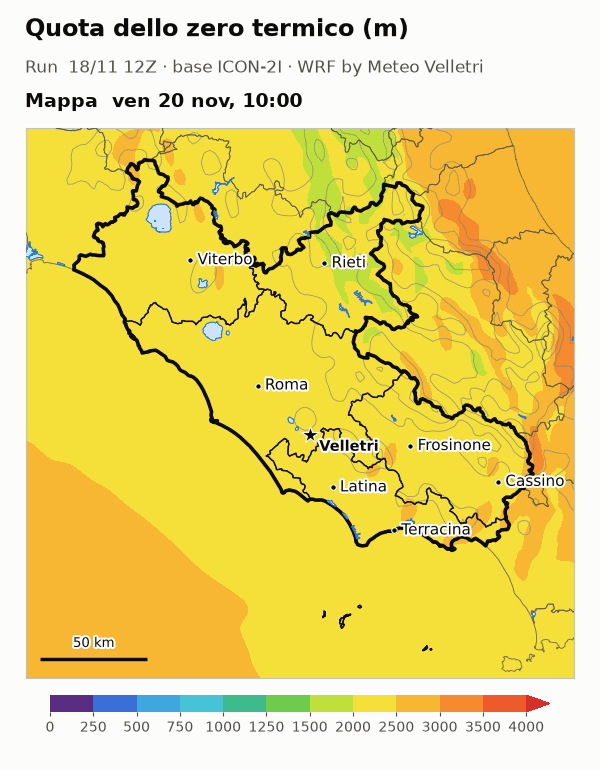 Quota dello zero termico (m)
Run  18/11 12Z · base ICON-2I · WRF by Meteo Velletri
Mappa  ven 20 nov, 10:00
Viterbo
Rieti
Roma
Velletri
Frosinone
Cassino
Latina
Terracina
50 km
0 250 500 750 1000 1250 1500 2000 2500 3000 3500 4000